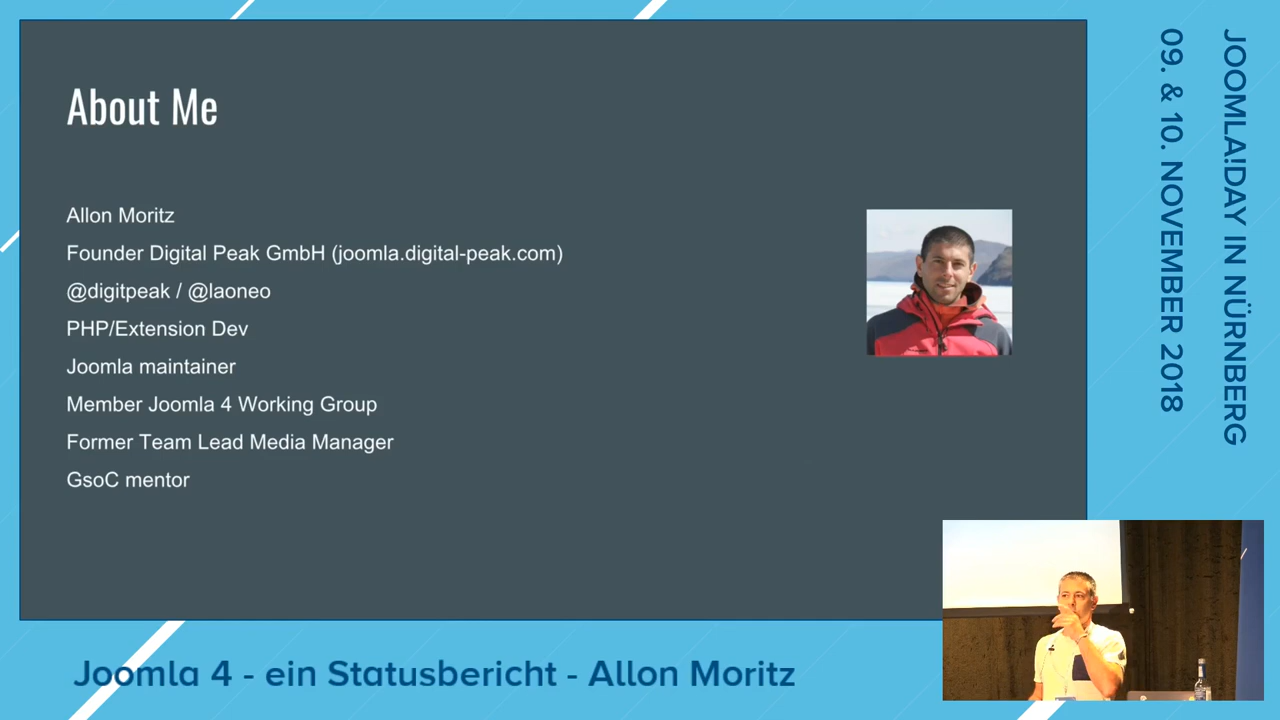 About Me
Allon Moritz
Founder Digital Peak GmbH (joomla.digital-peak.com)
@digitpeak / @laoneo
PHP/Extension Dev
Joomla maintainer
Member Joomla 4 Working Group
Former Team Lead Media Manager
GsoC mentor
JOOMLA!DAY IN NÜRNBERG
09. & 10. NOVEMBER 2018
Joomla 4 - ein Statusbericht - Allon Moritz